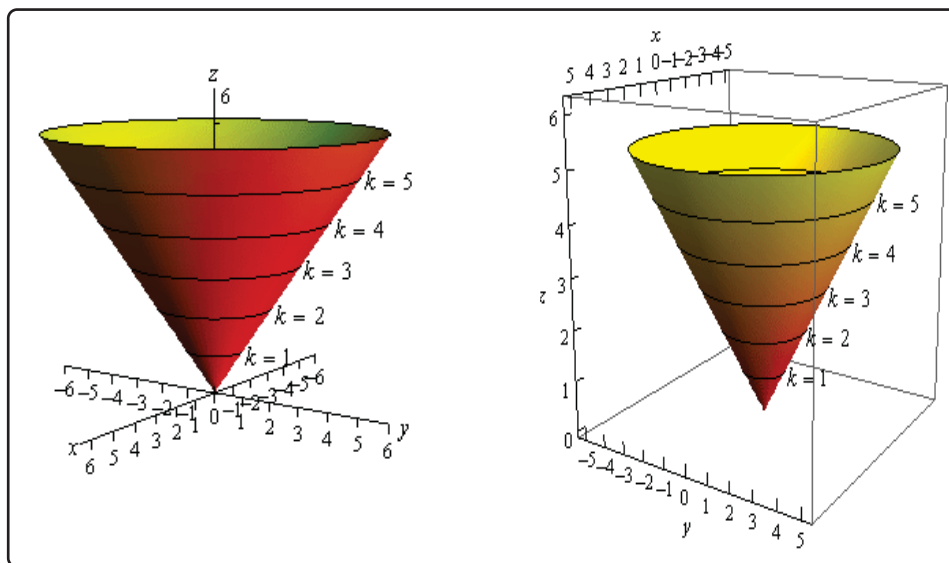 z
6
k = 5
k = 4
k = 3
k = 2
k = 1
-6 -5 -4 -3 -2 -1 0 1 2 3 4 5 6
y
-1 -2 -3 -4 -5 -6
x
6 5 4 3 2 1
x
5 4 3 2 1 0 -1 -2 -3 -4 -5
6
5
4
3
2
1
0
z
k = 5
k = 4
k = 3
k = 2
k = 1
-5 -4 -3 -2 -1 0 1 2 3 4 5
y